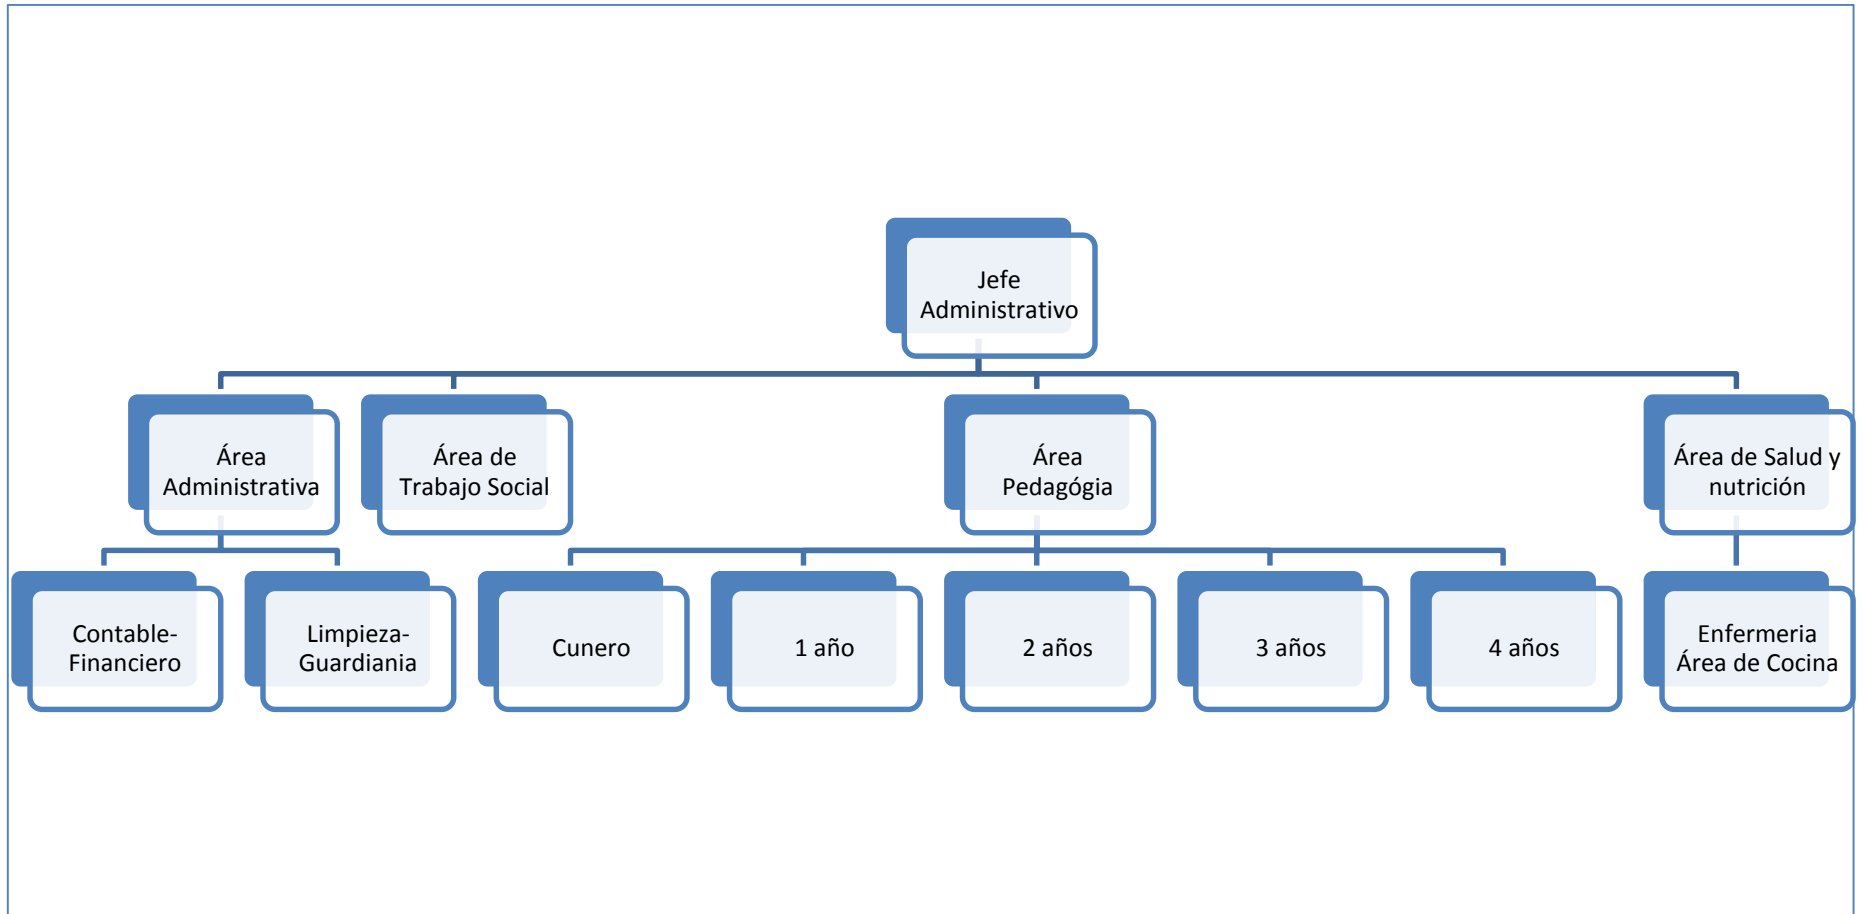 Jefe
Administrativo
Área
Administrativa
Área de
Trabajo Social
Área
Pedagógia
Área de Salud y
nutrición
Contable-
Financiero
Limpieza-
Guardiania
Cunero
1 año
2 años
3 años
4 años
Enfermeria
Área de Cocina